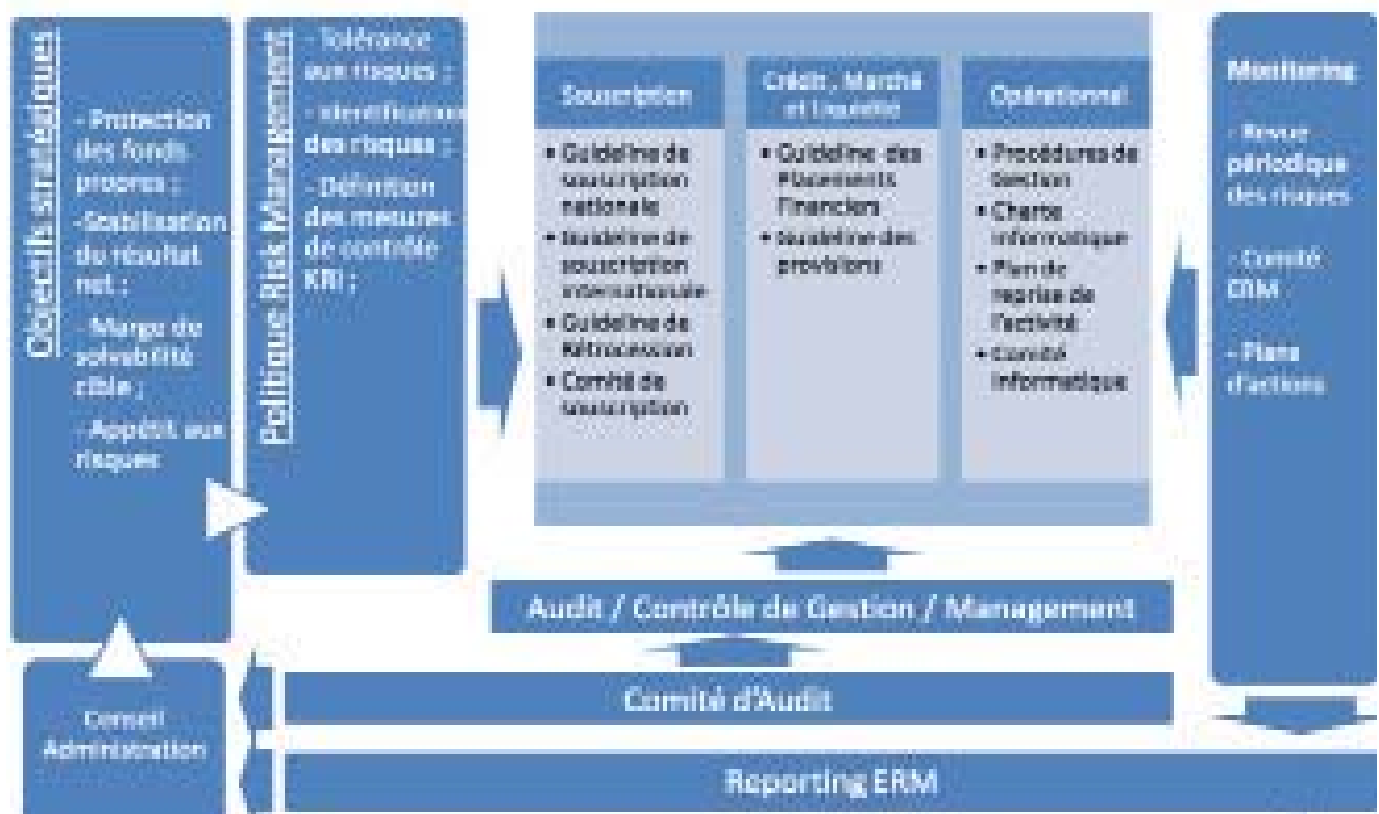 Objectifs stratégiques
- Protection
des fonds
propres ;
-Stabilisation
du résultat
net ;
- Marge de
solvabilité
cible ;
- Appétit aux
risques
Politique Risk Management
- Tolérance
aux risques ;
- Identification
des risques ;
- Définition
des mesures
de contrôle
KRI ;
Souscription
• Guideline de
souscription
nationale
• Guideline de
souscription
internationale
• Guideline de
Rétrocession
• Comité de
souscription
Crédit, Marché
et Liquidité
• Guideline des
Placements
Financiers
• Guideline des
provisions
Opérationnel
• Procédures de
Gestion
• Charte
informatique
• Plan de
reprise de
l'activité
• Comité
Informatique
Monitoring
- Revue
périodique
des risques
- Comité
ERM
- Plans
d'actions
Audit / Contrôle de Gestion / Management
Comité d'Audit
Conseil
Administration
Reporting ERM